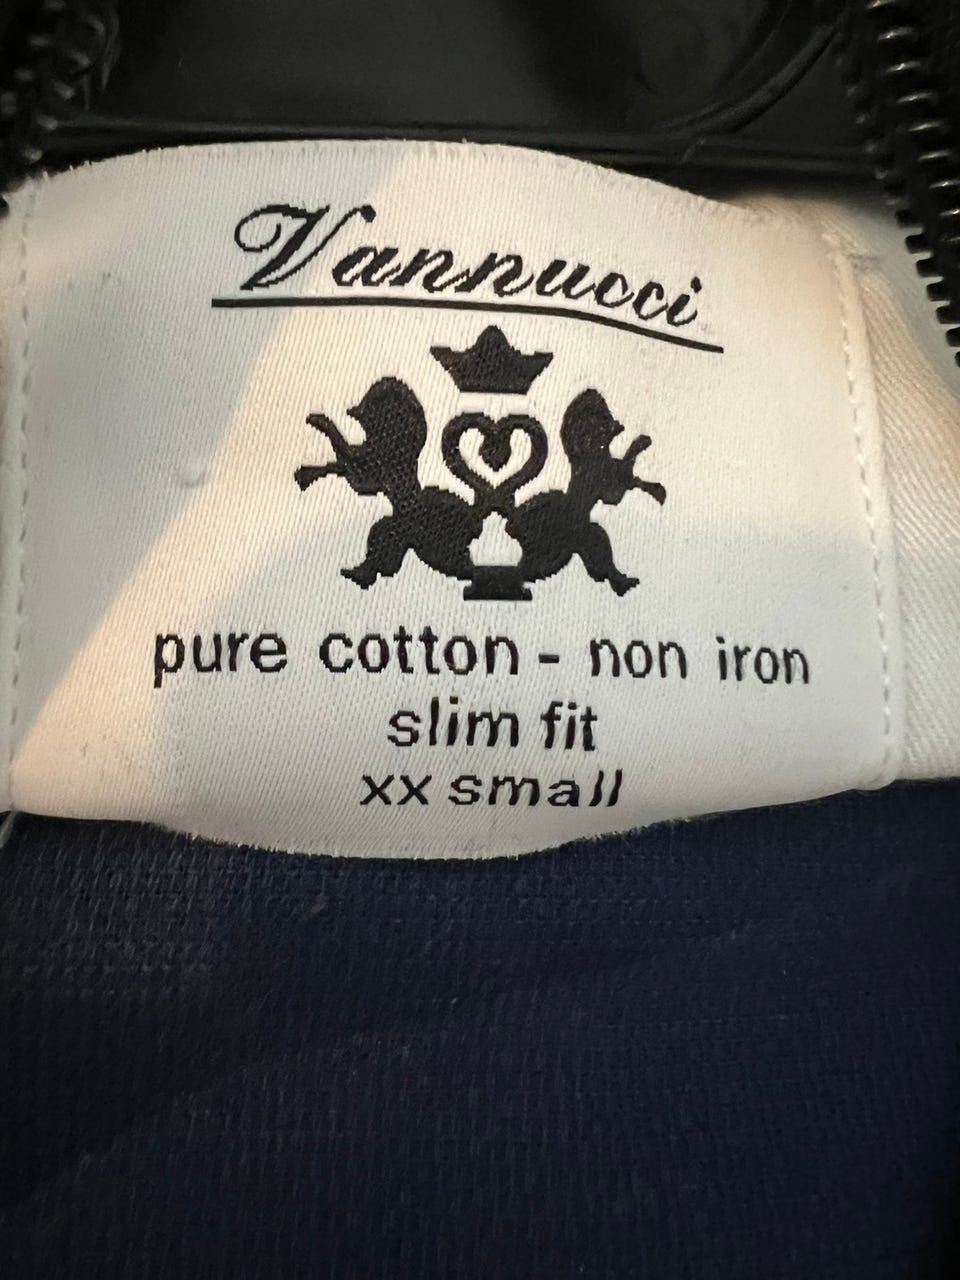 Vannucci
pure cotton - non iron
slim fit
xx small